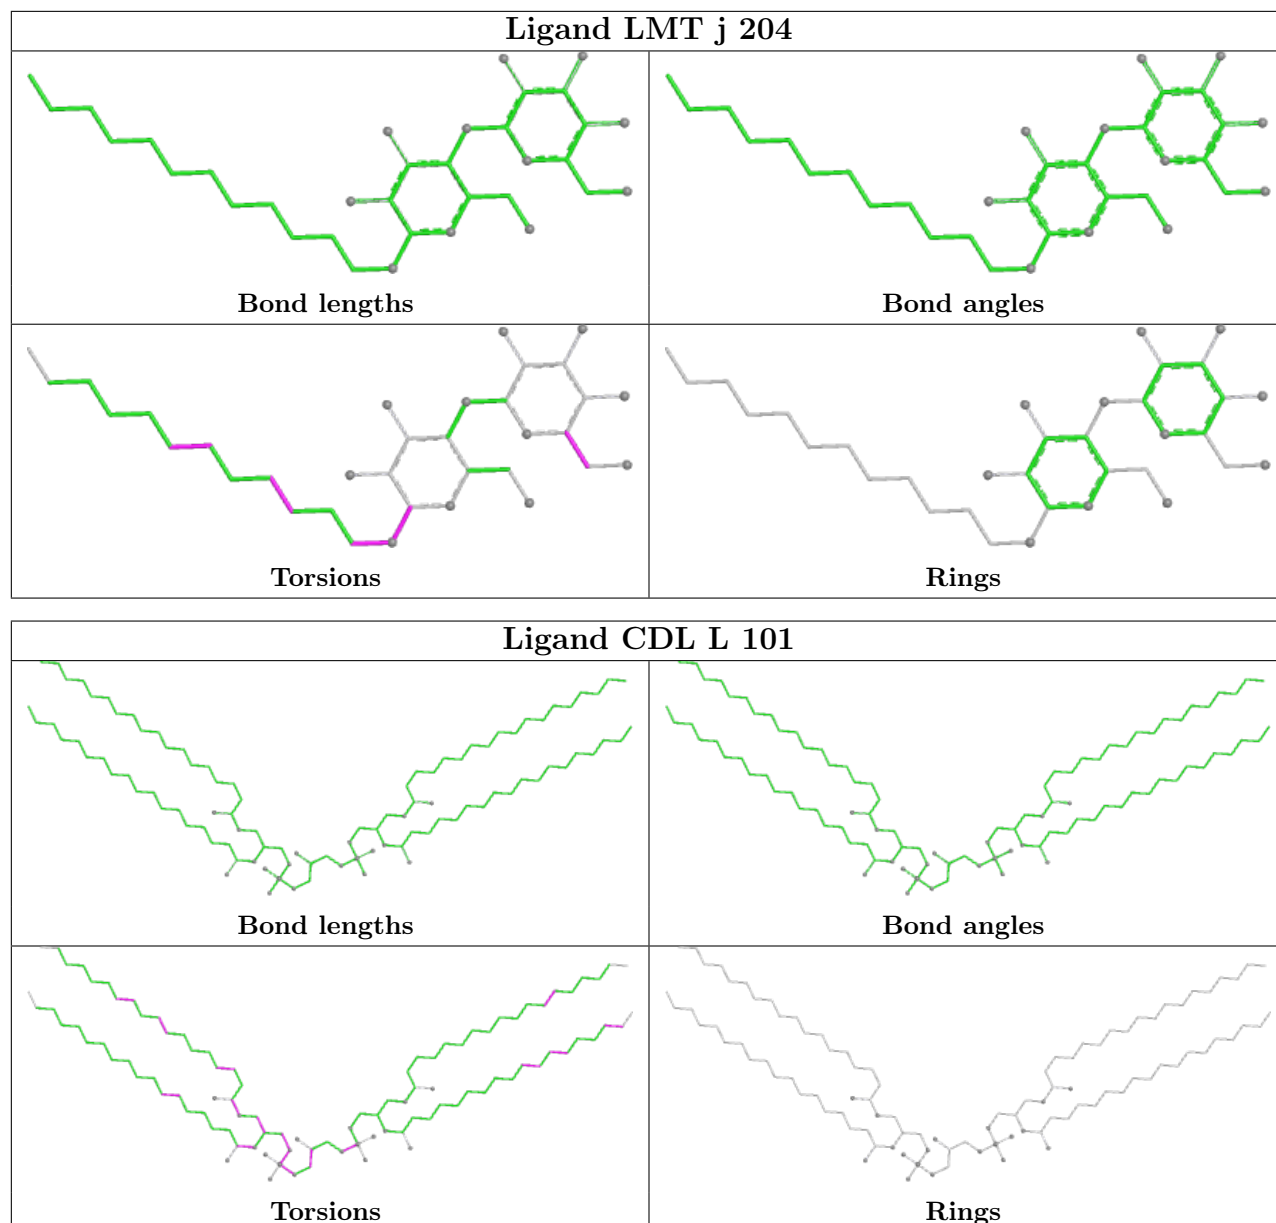 Ligand LMT j 204
Bond lengths
Bond angles
Torsions
Rings
Ligand CDL L 101
Bond lengths
Bond angles
Torsions
Rings